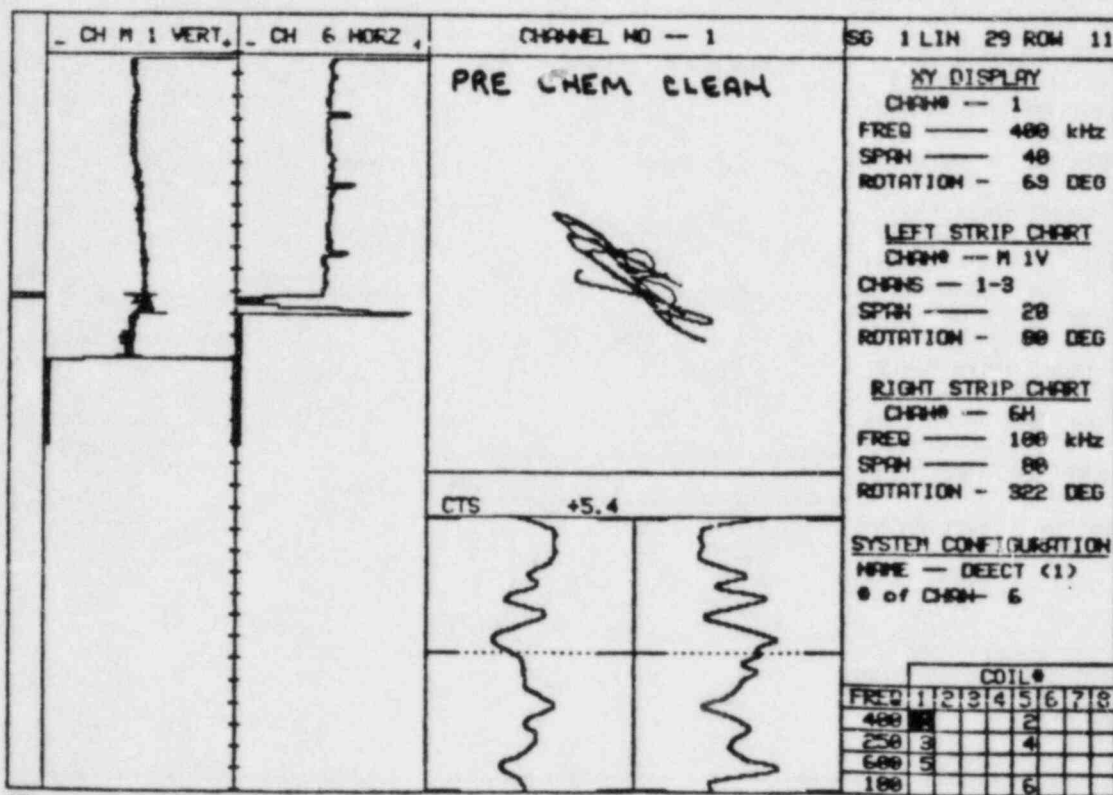 _ CH M 1 VERT+
_ CH 6 HORZ +
CHANNEL NO -- 1
SG 1 LIN 29 ROW 11
PRE CHEM CLEAN
XY DISPLAY
CHAN# -- 1
FREQ —— 400 kHz
SPAN —— 40
ROTATION - 69 DEG
LEFT STRIP CHART
CHAN# -- M 1V
CHANS -- 1-3
SPAN —— 20
ROTATION - 90 DEG
RIGHT STRIP CHART
CHAN# -- 6H
FREQ —— 100 kHz
SPAN —— 80
ROTATION - 322 DEG
SYSTEM CONFIGURATION
NAME -- DEECT (1)
# of CHAN- 6
CTS +5.4
COIL#
FREQ 1 2 3 4 5 6 7 8
400 2
250 3 4
600 5
100 6